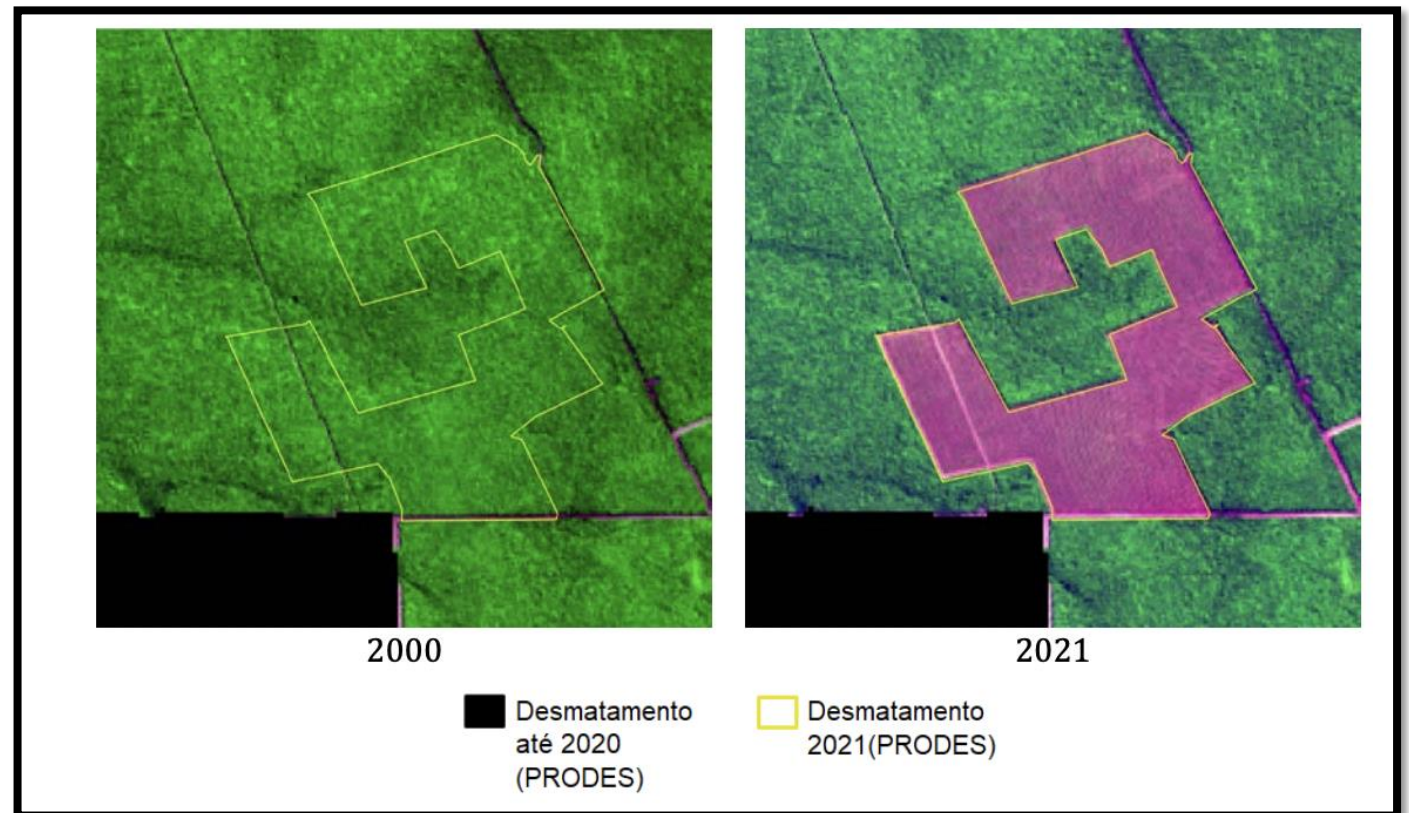 2000
2021
Desmatamento
até 2020
(PRODES)
Desmatamento
2021(PRODES)